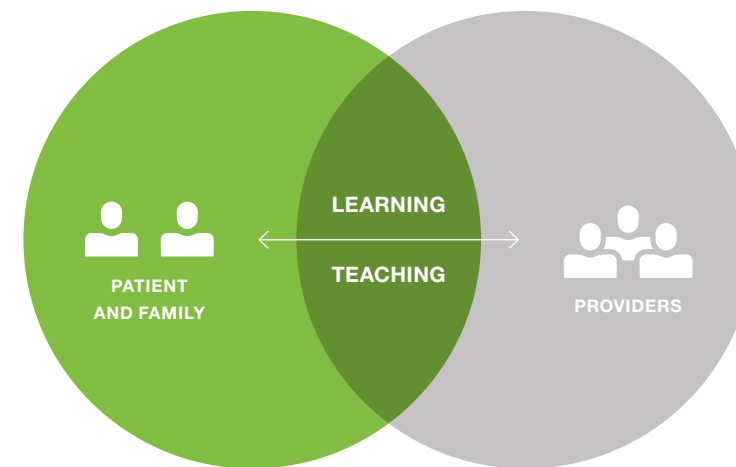 LEARNING
TEACHING
PATIENT
AND FAMILY
PROVIDERS